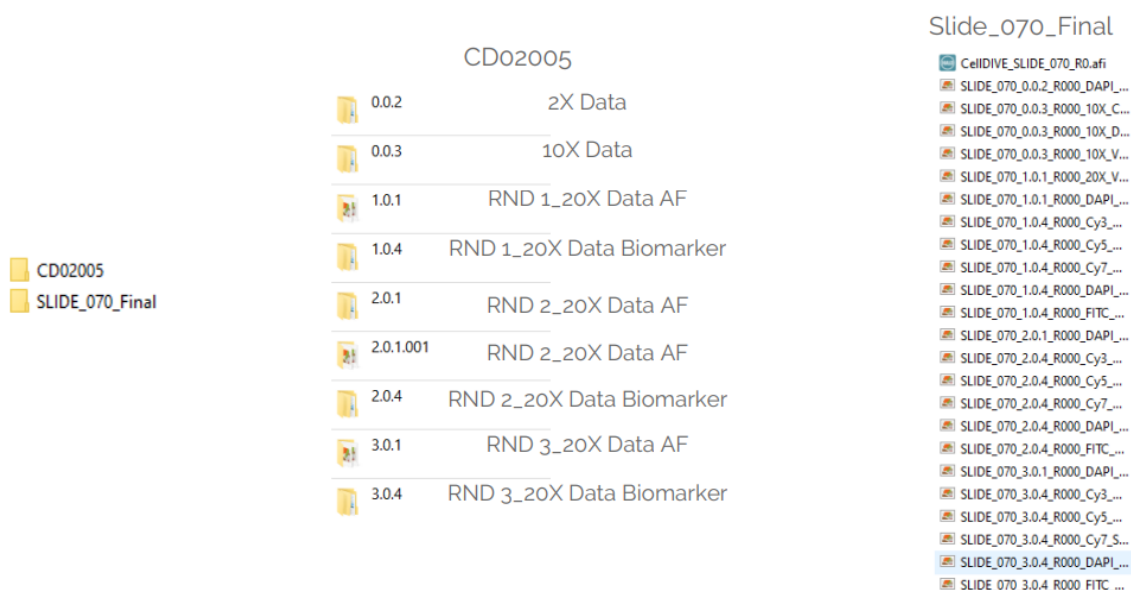 CD02005
SLIDE_070_Final
CD02005
0.0.2 2X Data
0.0.3 10X Data
1.0.1 RND 1_20X Data AF
1.0.4 RND 1_20X Data Biomarker
2.0.1 RND 2_20X Data AF
2.0.1.001 RND 2_20X Data AF
2.0.4 RND 2_20X Data Biomarker
3.0.1 RND 3_20X Data AF
3.0.4 RND 3_20X Data Biomarker
Slide_070_Final
CellDIVE_SLIDE_070_R0.afi
SLIDE_070_0.0.2_R000_DAPI_...
SLIDE_070_0.0.3_R000_10X_C...
SLIDE_070_0.0.3_R000_10X_D...
SLIDE_070_0.0.3_R000_10X_V...
SLIDE_070_1.0.1_R000_20X_V...
SLIDE_070_1.0.1_R000_DAPI_...
SLIDE_070_1.0.4_R000_Cy3_...
SLIDE_070_1.0.4_R000_Cy5_...
SLIDE_070_1.0.4_R000_Cy7_...
SLIDE_070_1.0.4_R000_DAPI_...
SLIDE_070_1.0.4_R000_FITC_...
SLIDE_070_2.0.1_R000_DAPI_...
SLIDE_070_2.0.4_R000_Cy3_...
SLIDE_070_2.0.4_R000_Cy5_...
SLIDE_070_2.0.4_R000_Cy7_...
SLIDE_070_2.0.4_R000_DAPI_...
SLIDE_070_2.0.4_R000_FITC_...
SLIDE_070_3.0.1_R000_DAPI_...
SLIDE_070_3.0.4_R000_Cy3_...
SLIDE_070_3.0.4_R000_Cy5_...
SLIDE_070_3.0.4_R000_Cy7_S...
SLIDE_070_3.0.4_R000_DAPI_...
SLIDE_070_3.0.4_R000_FITC_...